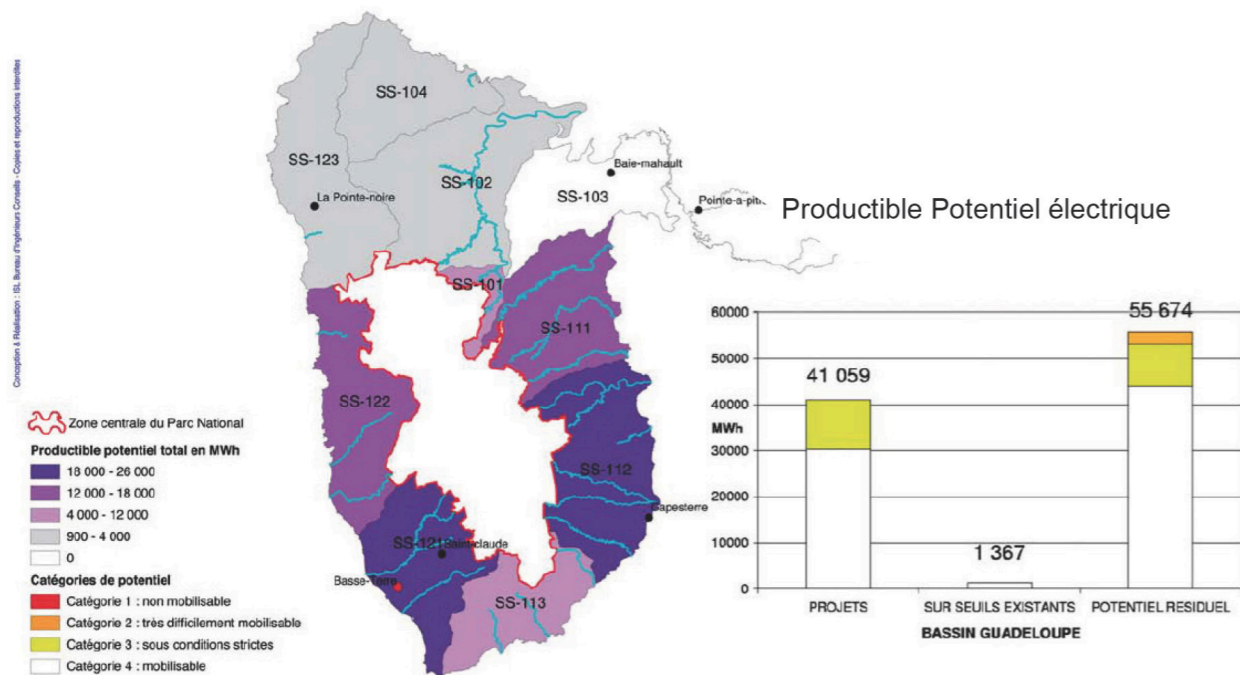 Conception & Réalisation : ISL Bureau d'Ingénieurs Conseils - Copies et reproductions interdites
SS-104
SS-123
La Pointe-noire
SS-102
Baie-mahault
SS-103
Pointe-a-pit
SS-101
SS-111
SS-122
SS-112
Capesterre
SS-121
Saint-claude
Basse-Terre
SS-113
Zone centrale du Parc National
Productible potentiel total en MWh
18 000 - 26 000
12 000 - 18 000
4 000 - 12 000
900 - 4 000
0
Catégories de potentiel
Catégorie 1 : non mobilisable
Catégorie 2 : très difficilement mobilisable
Catégorie 3 : sous conditions strictes
Catégorie 4 : mobilisable
Productible Potentiel électrique
60000
50000
40000
MWh
30000
20000
10000
0
41 059
1 367
55 674
PROJETS
SUR SEUILS EXISTANTS
POTENTIEL RESIDUEL
BASSIN GUADELOUPE